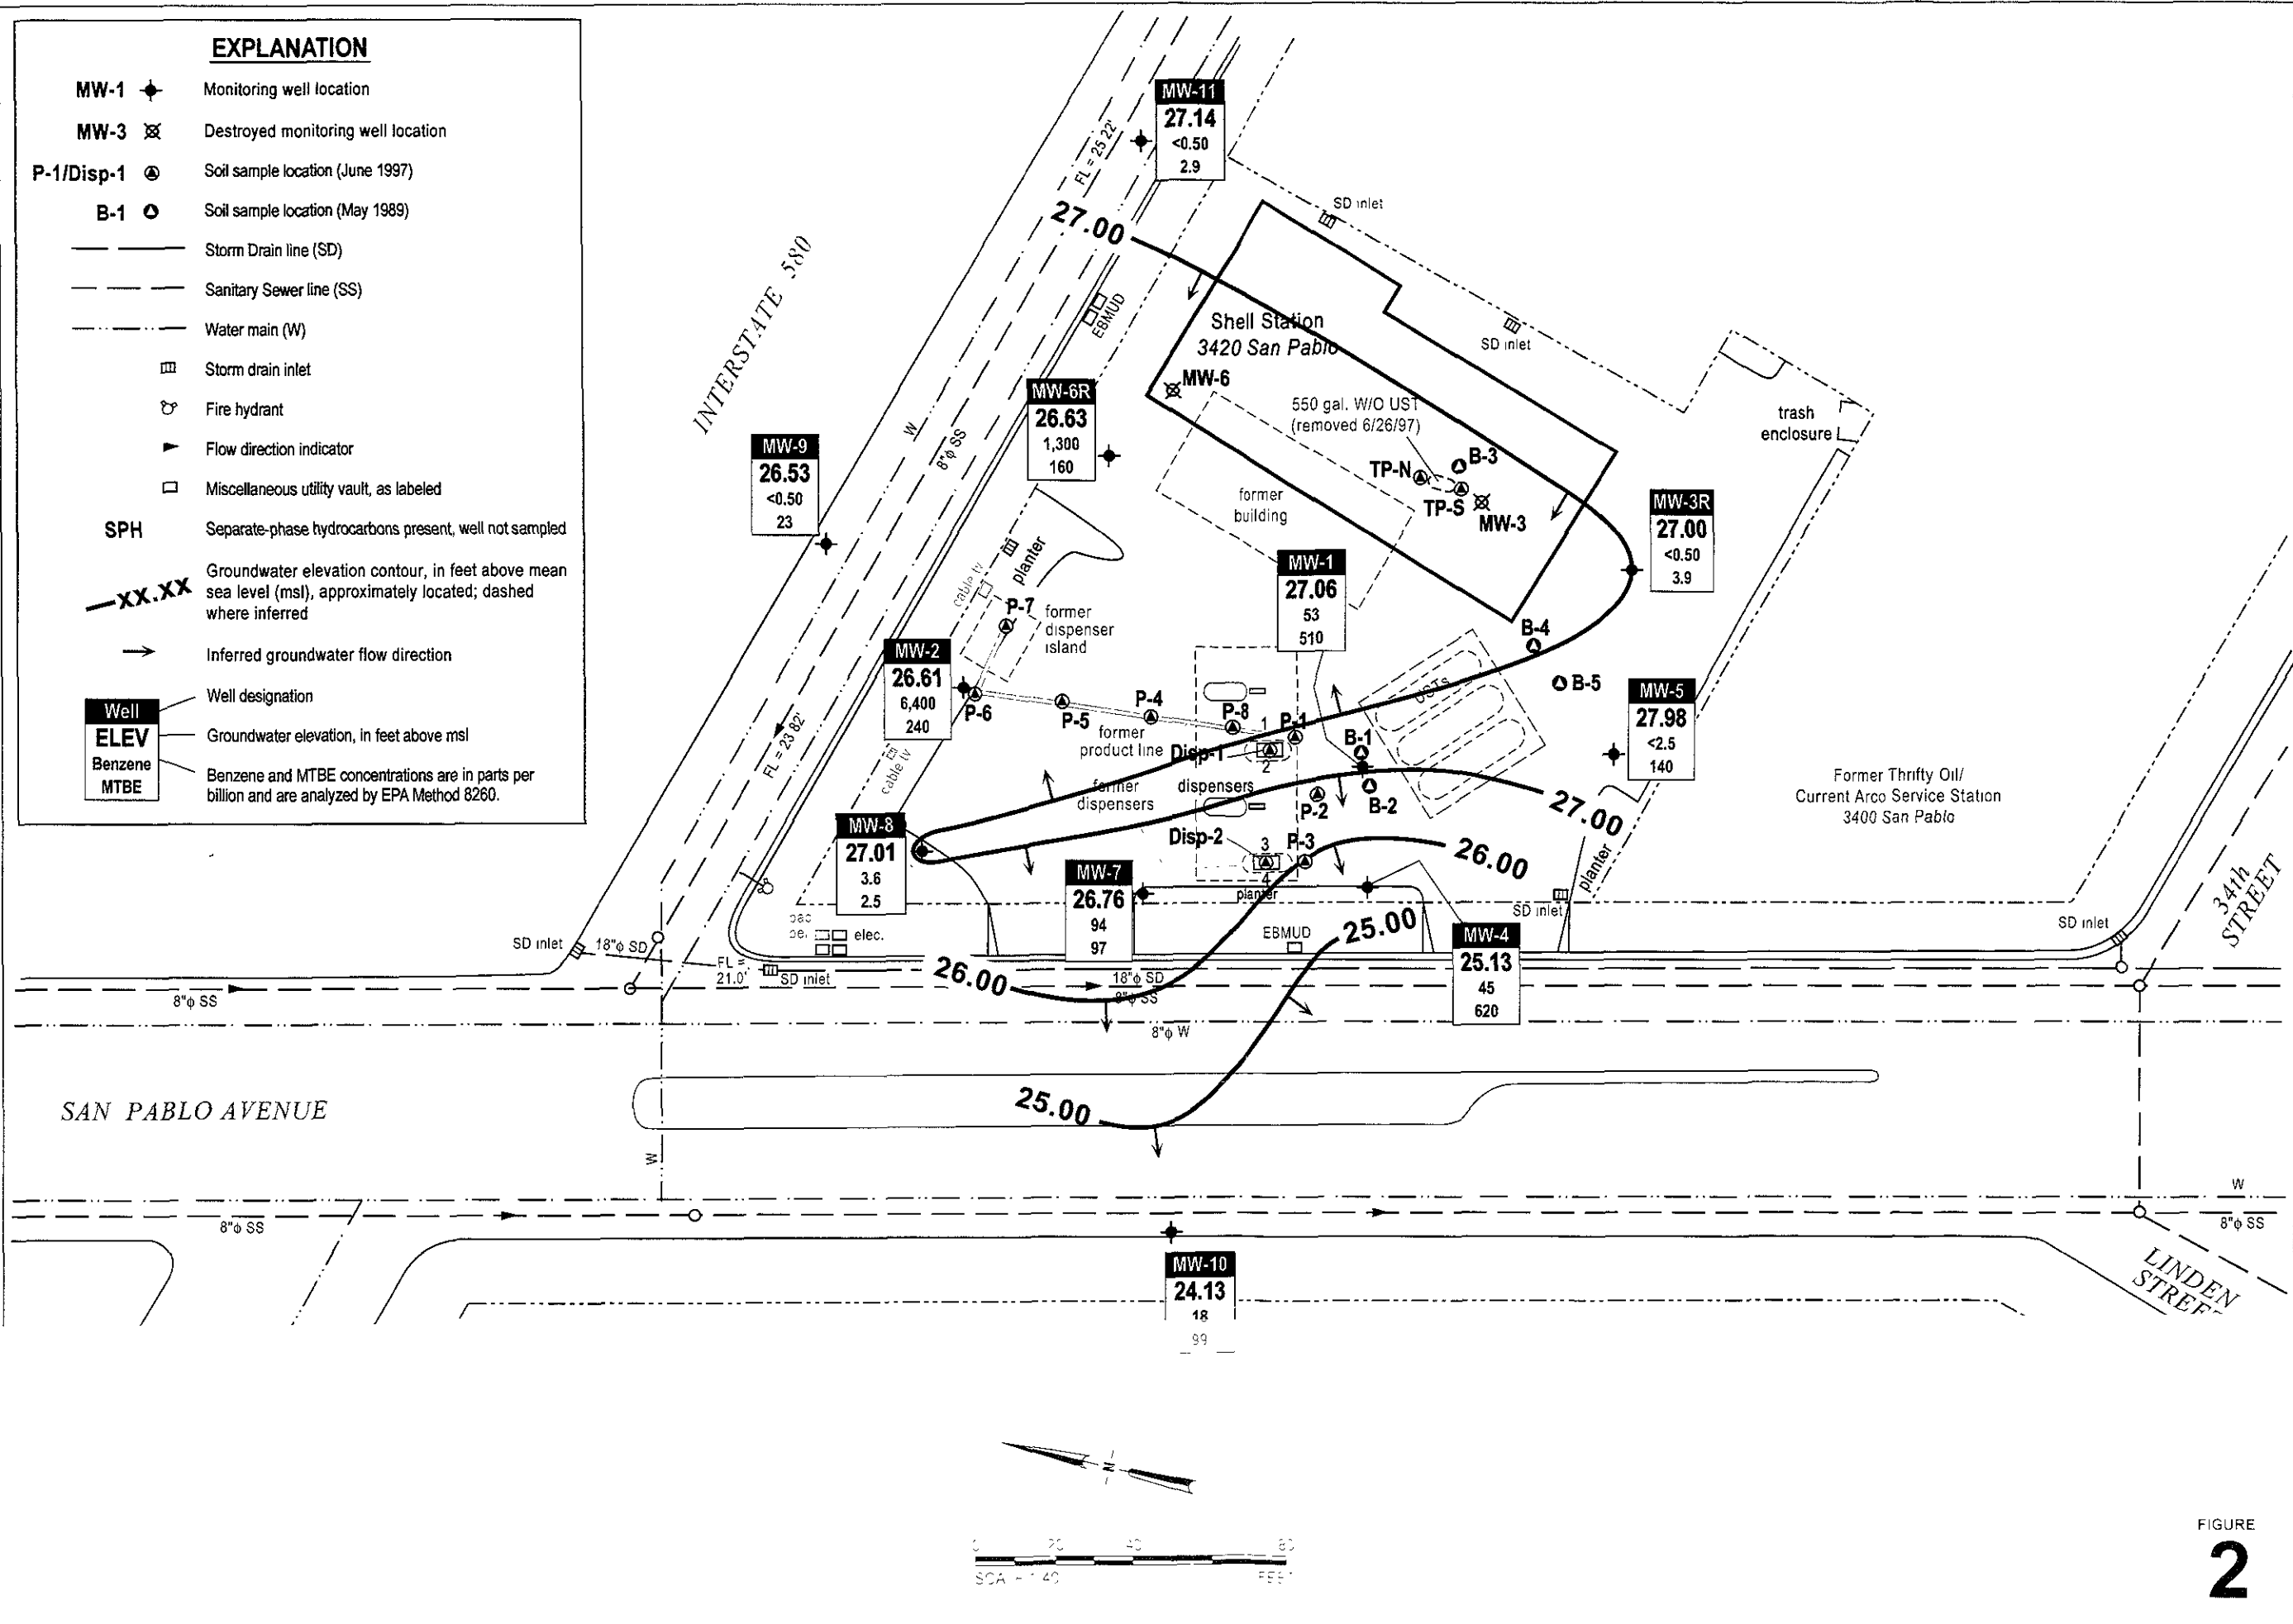 EXPLANATION
MW-1 Monitoring well location
MW-3 Destroyed monitoring well location
P-1/Disp-1 Soil sample location (June 1997)
B-1 Soil sample location (May 1989)
Storm Drain line (SD)
Sanitary Sewer line (SS)
Water main (W)
Storm drain inlet
Fire hydrant
Flow direction indicator
Miscellaneous utility vault, as labeled
SPH Separate-phase hydrocarbons present, well not sampled
XX.XX Groundwater elevation contour, in feet above mean
sea level (msl), approximately located; dashed
where inferred
Inferred groundwater flow direction
Well
ELEV
Benzene
MTBE
Well designation
Groundwater elevation, in feet above msl
Benzene and MTBE concentrations are in parts per
billion and are analyzed by EPA Method 8260.
MW-11
27.14
<0.50
2.9
FL = 25 22'
27.00
SD inlet
INTERSTATE 580
EBMUD
Shell Station
3420 San Pablo
SD inlet
MW-6
MW-6R
26.63
1,300
160
550 gal. W/O UST
(removed 6/26/97)
trash
enclosure
W
8"ϕ SS
MW-9
26.53
<0.50
23
TP-N
B-3
TP-S
MW-3
former
building
MW-3R
27.00
<0.50
3.9
planter
cable tv
MW-1
27.06
53
510
P-7
former
dispenser
island
B-4
MW-2
26.61
6,400
240
P-6
P-5
P-4
P-8
1
P-1
USTs
B-5
MW-5
27.98
<2.5
140
former
product line
Disp-1
2
B-1
FL = 23 82'
cable tv
former
dispensers
dispensers
P-2
B-2
27.00
Former Thrifty Oil/
Current Arco Service Station
3400 San Pablo
MW-8
27.01
3.6
2.5
Disp-2
3
P-3
4
26.00
planter
MW-7
26.76
94
97
planter
SD inlet
34th
STREET
SD inlet
elec.
EBMUD
25.00
MW-4
25.13
45
620
SD inlet
18"ϕ SD
FL =
21.0'
SD inlet
26.00
18"ϕ SD
8"ϕ SS
8"ϕ SS
8"ϕ W
25.00
SAN PABLO AVENUE
W
W
8"ϕ SS
8"ϕ SS
LINDEN
MW-10
24.13
18
99
N
FIGURE
2